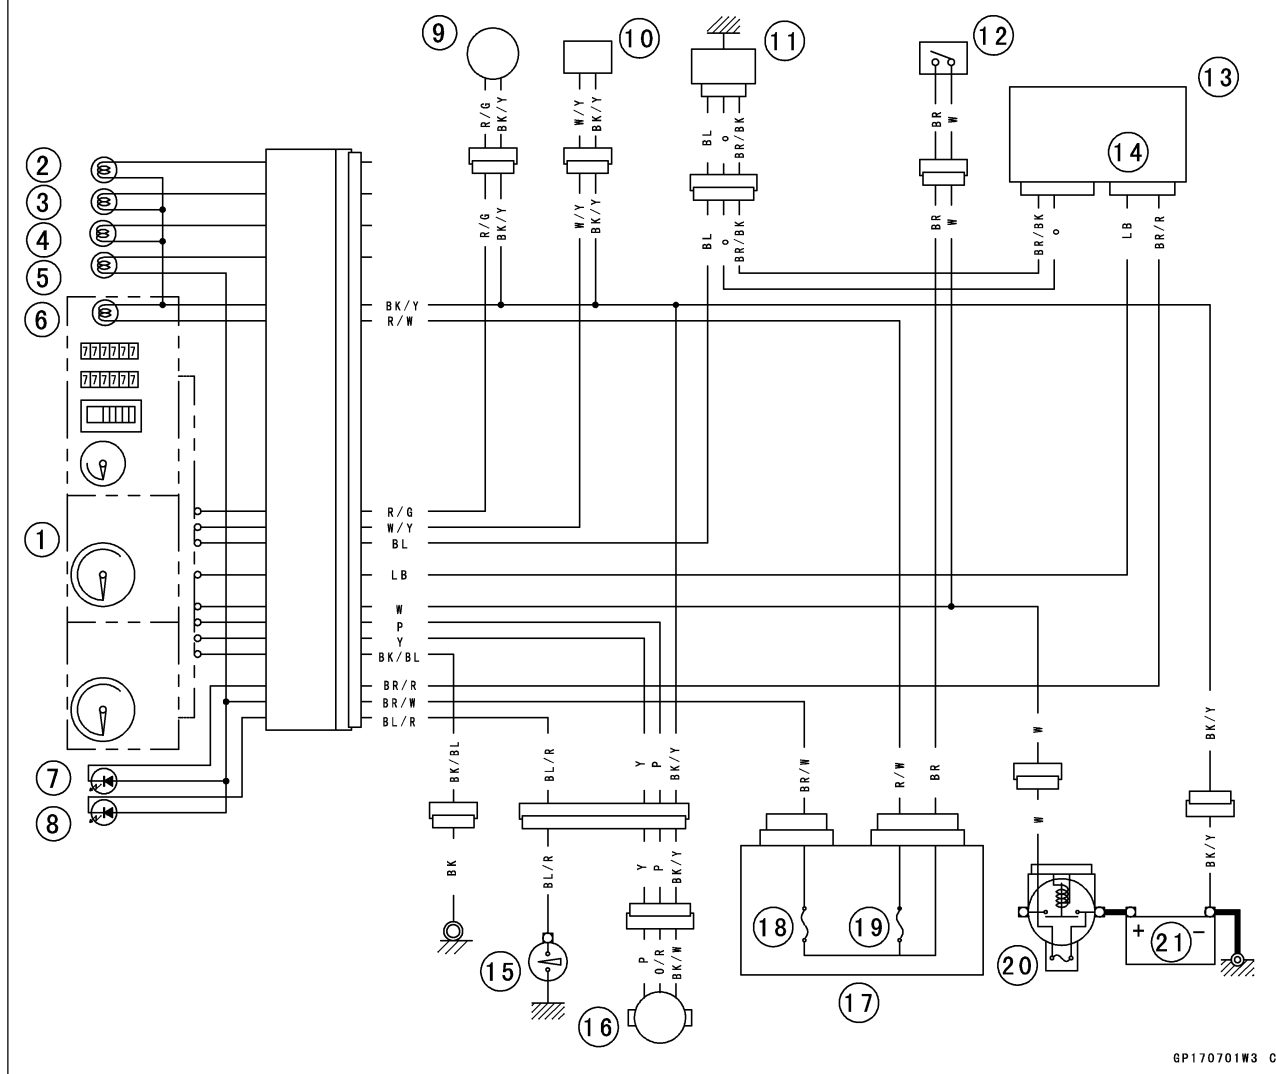 9
10
11
12
13
14
R/G
BK/Y
W/Y
BK/Y
BL
O
BR/BK
BR
W
2
3
4
5
6
R/G
BK/Y
W/Y
BK/Y
BL
O
BR/BK
BR
W
BR/BK
O
LB
BR/R
BK/Y
R/W
777777
777777
1
R/G
W/Y
BL
LB
W
P
Y
BK/BL
BR/R
BR/W
BL/R
7
8
BK/BL
BL/R
Y
P
BK/Y
BR/W
R/W
BR
W
BK/Y
BK
BL/R
Y
P
BK/Y
W
BK/Y
18
19
+
21
−
15
P
O/R
BK/W
20
16
17
GP170701W3 C